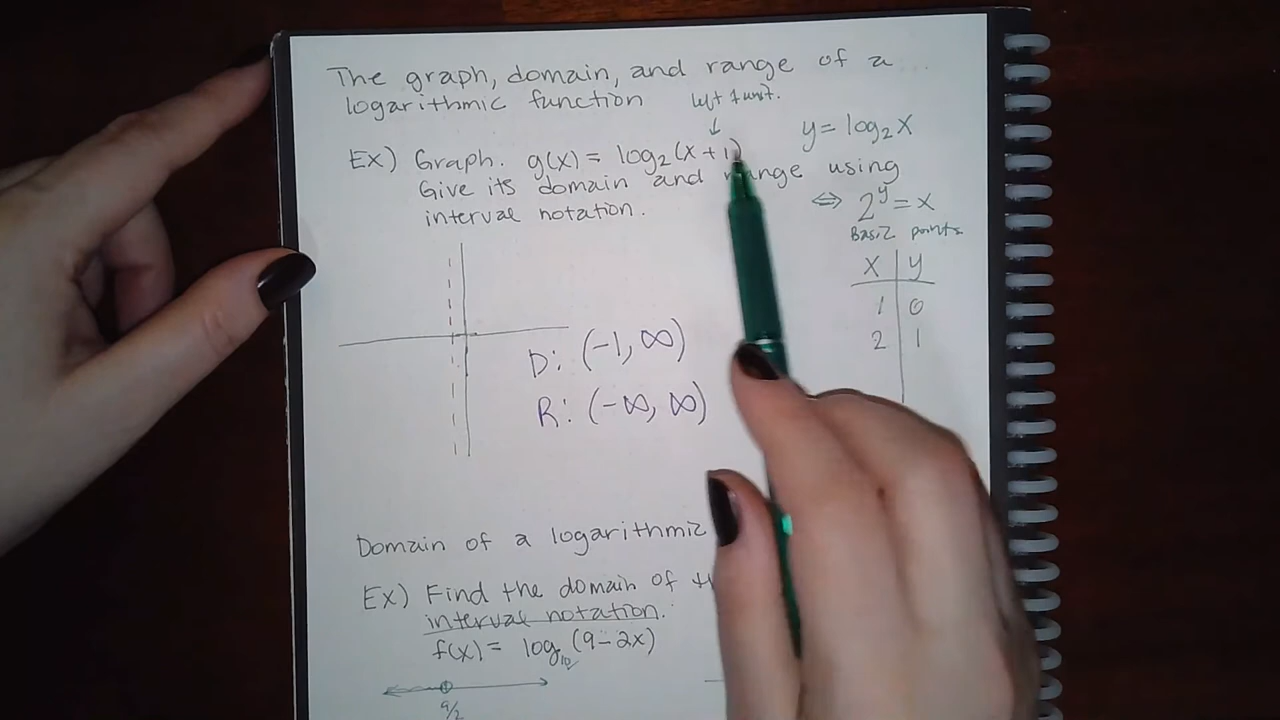 The graph, domain, and range of a
logarithmic function
left 1 unit.
↓
y = log₂x
Ex) Graph. g(x) = log₂(x+1)
Give its domain and range using
interval notation.
⇔ 2^y = x
Basic points
x | y
1 | 0
2 | 1
D: (-1, ∞)
R: (-∞, ∞)
Domain of a logarithmic
Ex) Find the domain of
interval notation.
f(x) = log₁₀(9-2x)
9/2